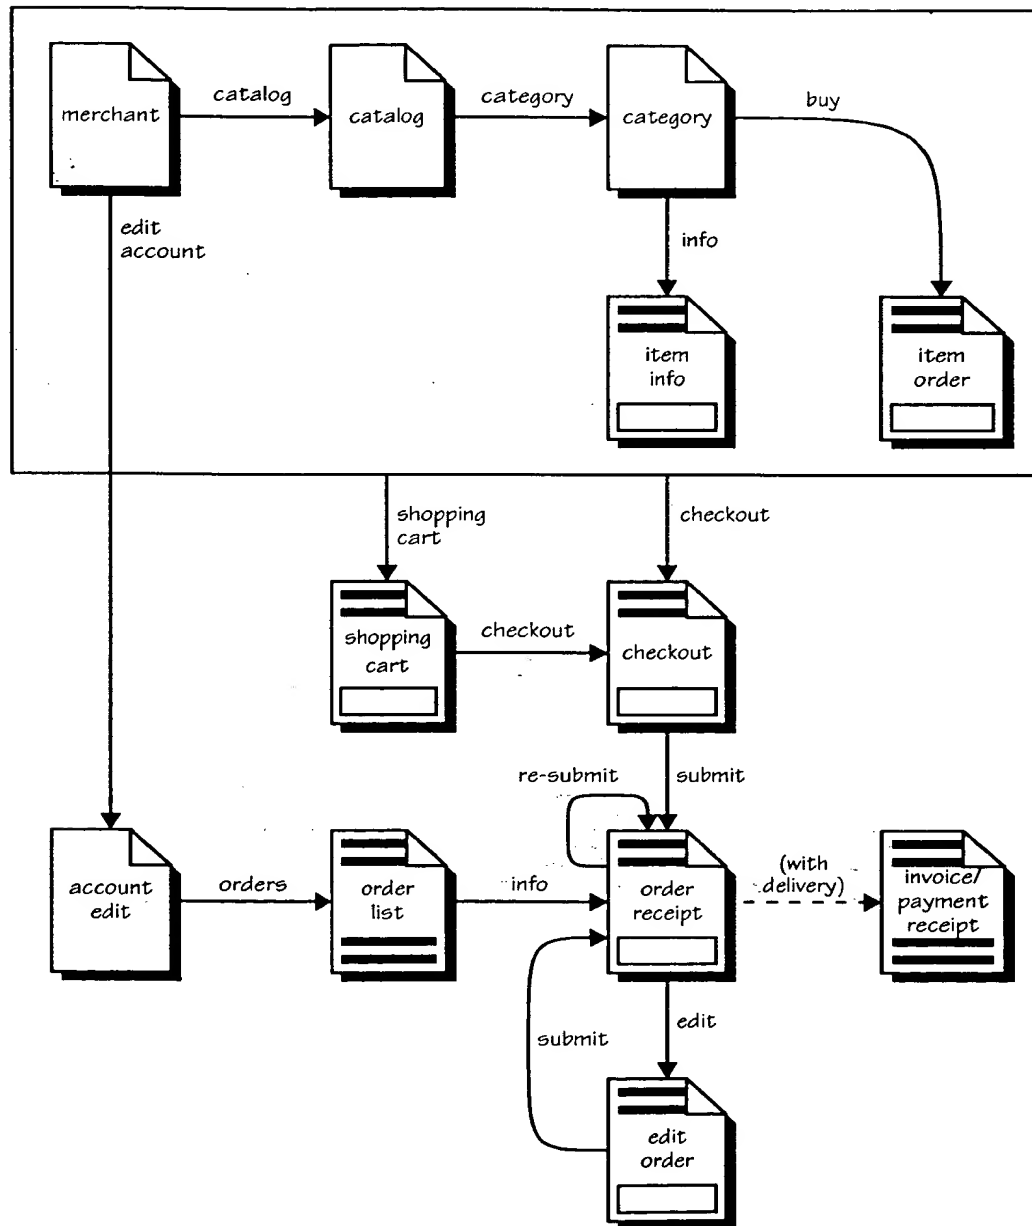 merchant
catalog
catalog
category
category
buy
edit
account
info
item
info
item
order
shopping
cart
checkout
shopping
cart
checkout
checkout
re-submit
submit
account
edit
orders
order
list
info
order
receipt
(with
delivery)
invoice/
payment
receipt
submit
edit
edit
order